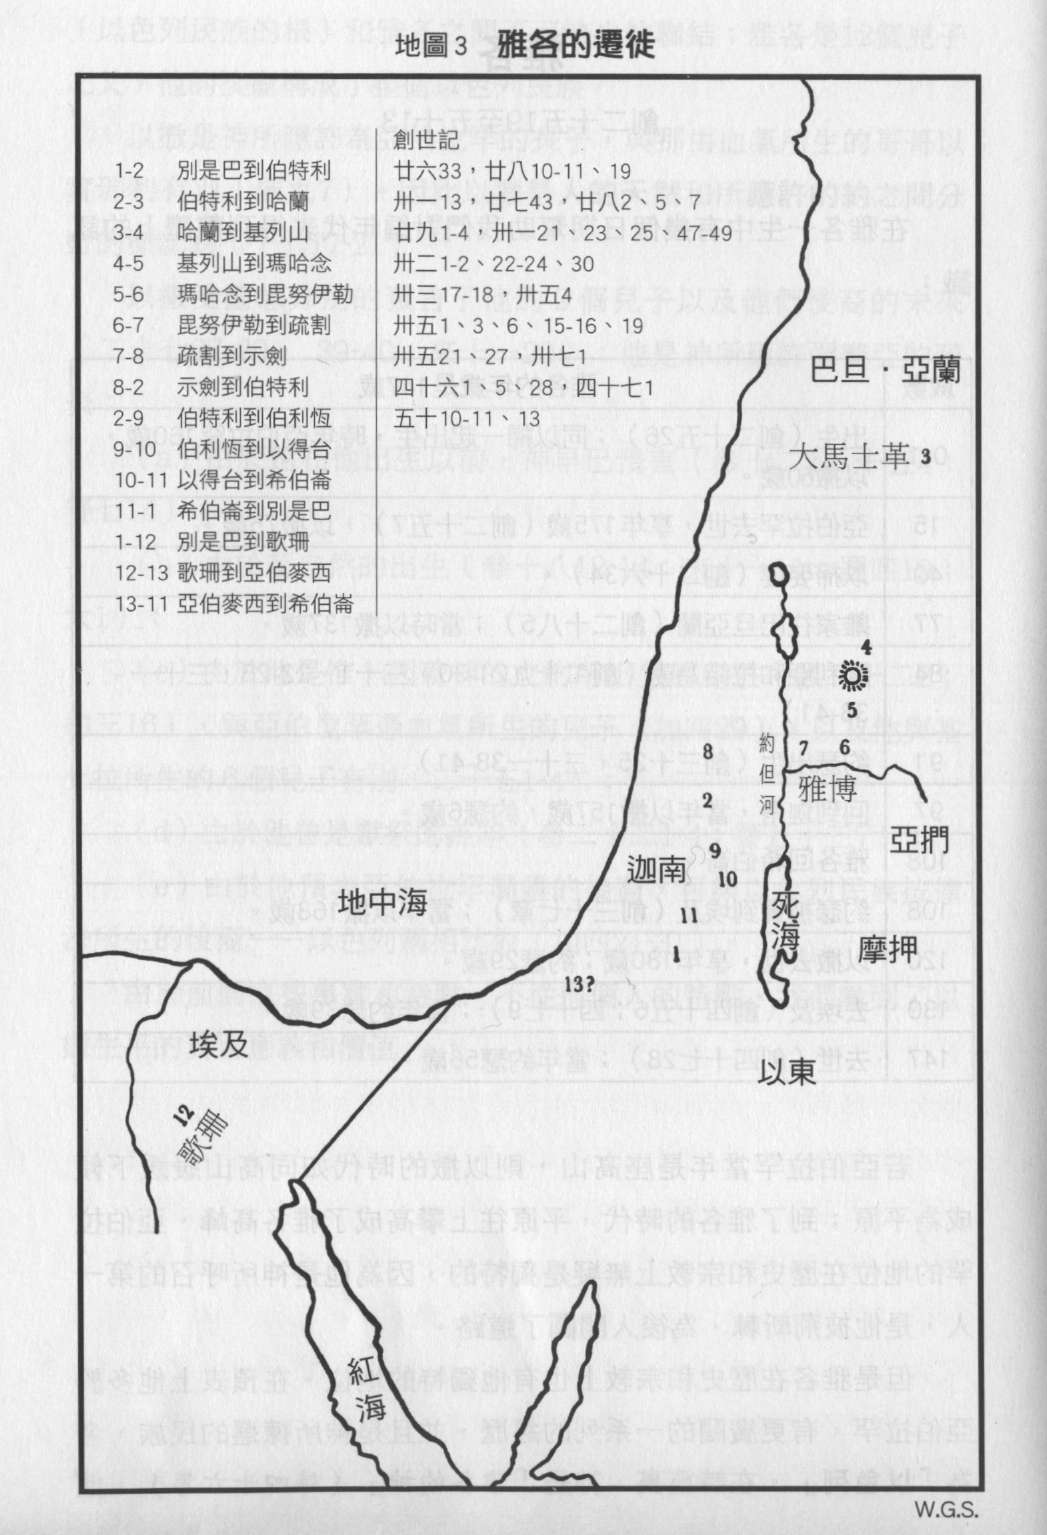 地圖3 雅各的遷徙
創世記
1-2 別是巴到伯特利 廿六33，廿八10-11、19
2-3 伯特利到哈蘭 卅一13，廿七43，廿八2、5、7
3-4 哈蘭到基列山 廿九1-4，卅一21、23、25、47-49
4-5 基列山到瑪哈念 卅二1-2、22-24、30
5-6 瑪哈念到毘努伊勒 卅三17-18，卅五4
6-7 毘努伊勒到疏割 卅五1、3、6、15-16、19
7-8 疏割到示劍 卅五21、27，卅七1
8-2 示劍到伯特利 四十六1、5、28，四十七1
2-9 伯特利到伯利恆 五十10-11、13
9-10 伯利恆到以得台
10-11 以得台到希伯崙
11-1 希伯崙到別是巴
1-12 別是巴到歌珊
12-13 歌珊到亞伯麥西
13-11 亞伯麥西到希伯崙
巴旦．亞蘭
大馬士革 3
4
5
約但河
7
6
8
雅博
2
亞捫
9
迦南
10
地中海
11
死海
摩押
1
13?
埃及
以東
12
歌珊
紅海
W.G.S.